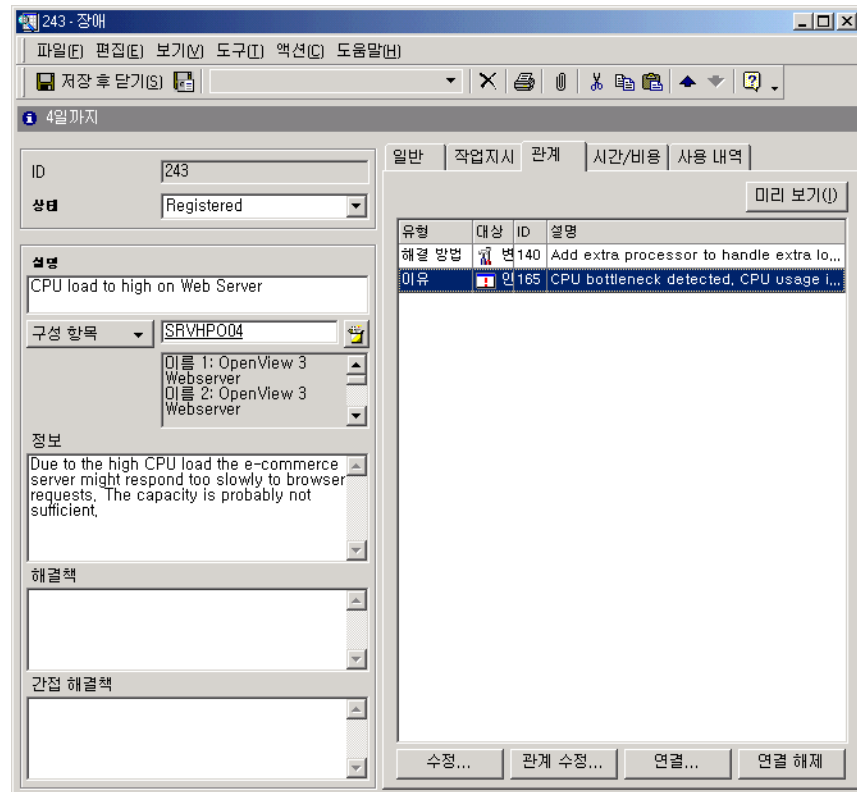 243 - 장애
파일(F) 편집(E) 보기(V) 도구(T) 액션(C) 도움말(H)
저장 후 닫기(S)
4일까지
ID 243
상태 Registered
설명
CPU load to high on Web Server
구성 항목 SRVHPO04
이름 1: OpenView 3
Webserver
이름 2: OpenView 3
Webserver
정보
Due to the high CPU load the e-commerce
server might respond too slowly to browser
requests. The capacity is probably not
sufficient.
해결책
간접 해결책
일반 작업지시 관계 시간/비용 사용 내역
미리 보기(I)
유형 대상 ID 설명
해결 방법 변 140 Add extra processor to handle extra lo...
이유 인 165 CPU bottleneck detected, CPU usage i...
수정... 관계 수정... 연결... 연결 해제